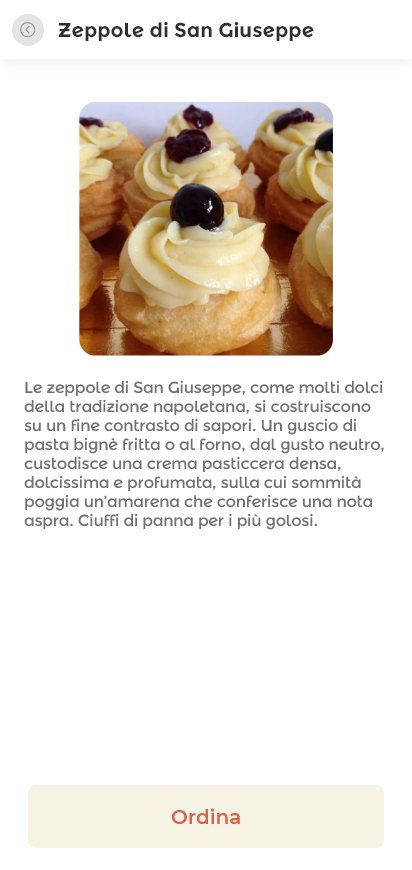 Zeppole di San Giuseppe
Le zeppole di San Giuseppe, come molti dolci
della tradizione napoletana, si costruiscono
su un fine contrasto di sapori. Un guscio di
pasta bignè fritta o al forno, dal gusto neutro,
custodisce una crema pasticcera densa,
dolcissima e profumata, sulla cui sommità
poggia un’amarena che conferisce una nota
aspra. Ciuffi di panna per i più golosi.
Ordina